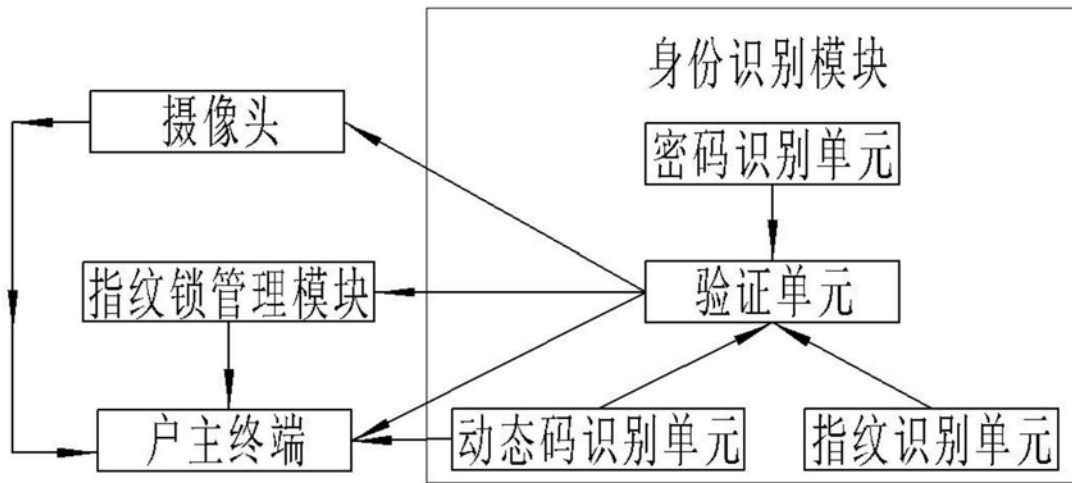 身份识别模块
摄像头
密码识别单元
指纹锁管理模块
验证单元
户主终端
动态码识别单元
指纹识别单元